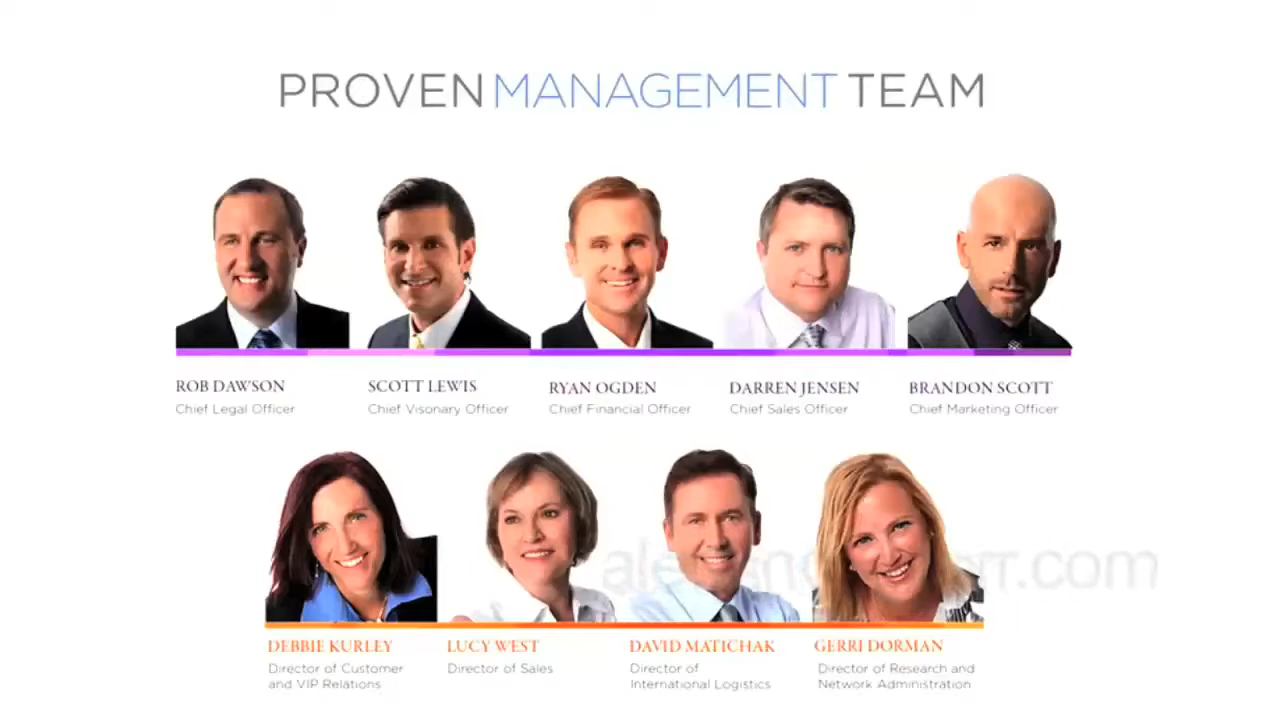 PROVEN MANAGEMENT TEAM
ROB DAWSON
Chief Legal Officer
SCOTT LEWIS
Chief Visonary Officer
RYAN OGDEN
Chief Financial Officer
DARREN JENSEN
Chief Sales Officer
BRANDON SCOTT
Chief Marketing Officer
DEBBIE KURLEY
Director of Customer
and VIP Relations
LUCY WEST
Director of Sales
DAVID MATICHAK
Director of
International Logistics
GERRI DORMAN
Director of Research and
Network Administration